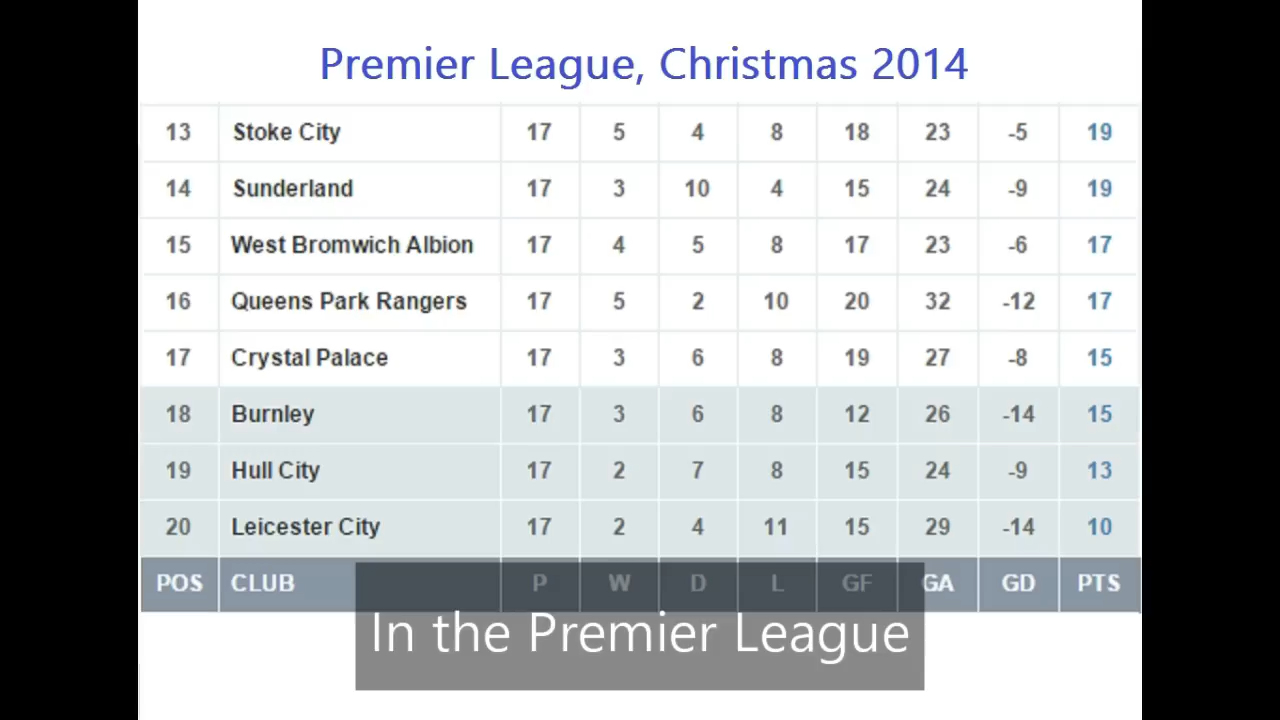 Premier League, Christmas 2014
13 Stoke City 17 5 4 8 18 23 -5 19
14 Sunderland 17 3 10 4 15 24 -9 19
15 West Bromwich Albion 17 4 5 8 17 23 -6 17
16 Queens Park Rangers 17 5 2 10 20 32 -12 17
17 Crystal Palace 17 3 6 8 19 27 -8 15
18 Burnley 17 3 6 8 12 26 -14 15
19 Hull City 17 2 7 8 15 24 -9 13
20 Leicester City 17 2 4 11 15 29 -14 10
POS CLUB P W D L GF GA GD PTS
In the Premier League